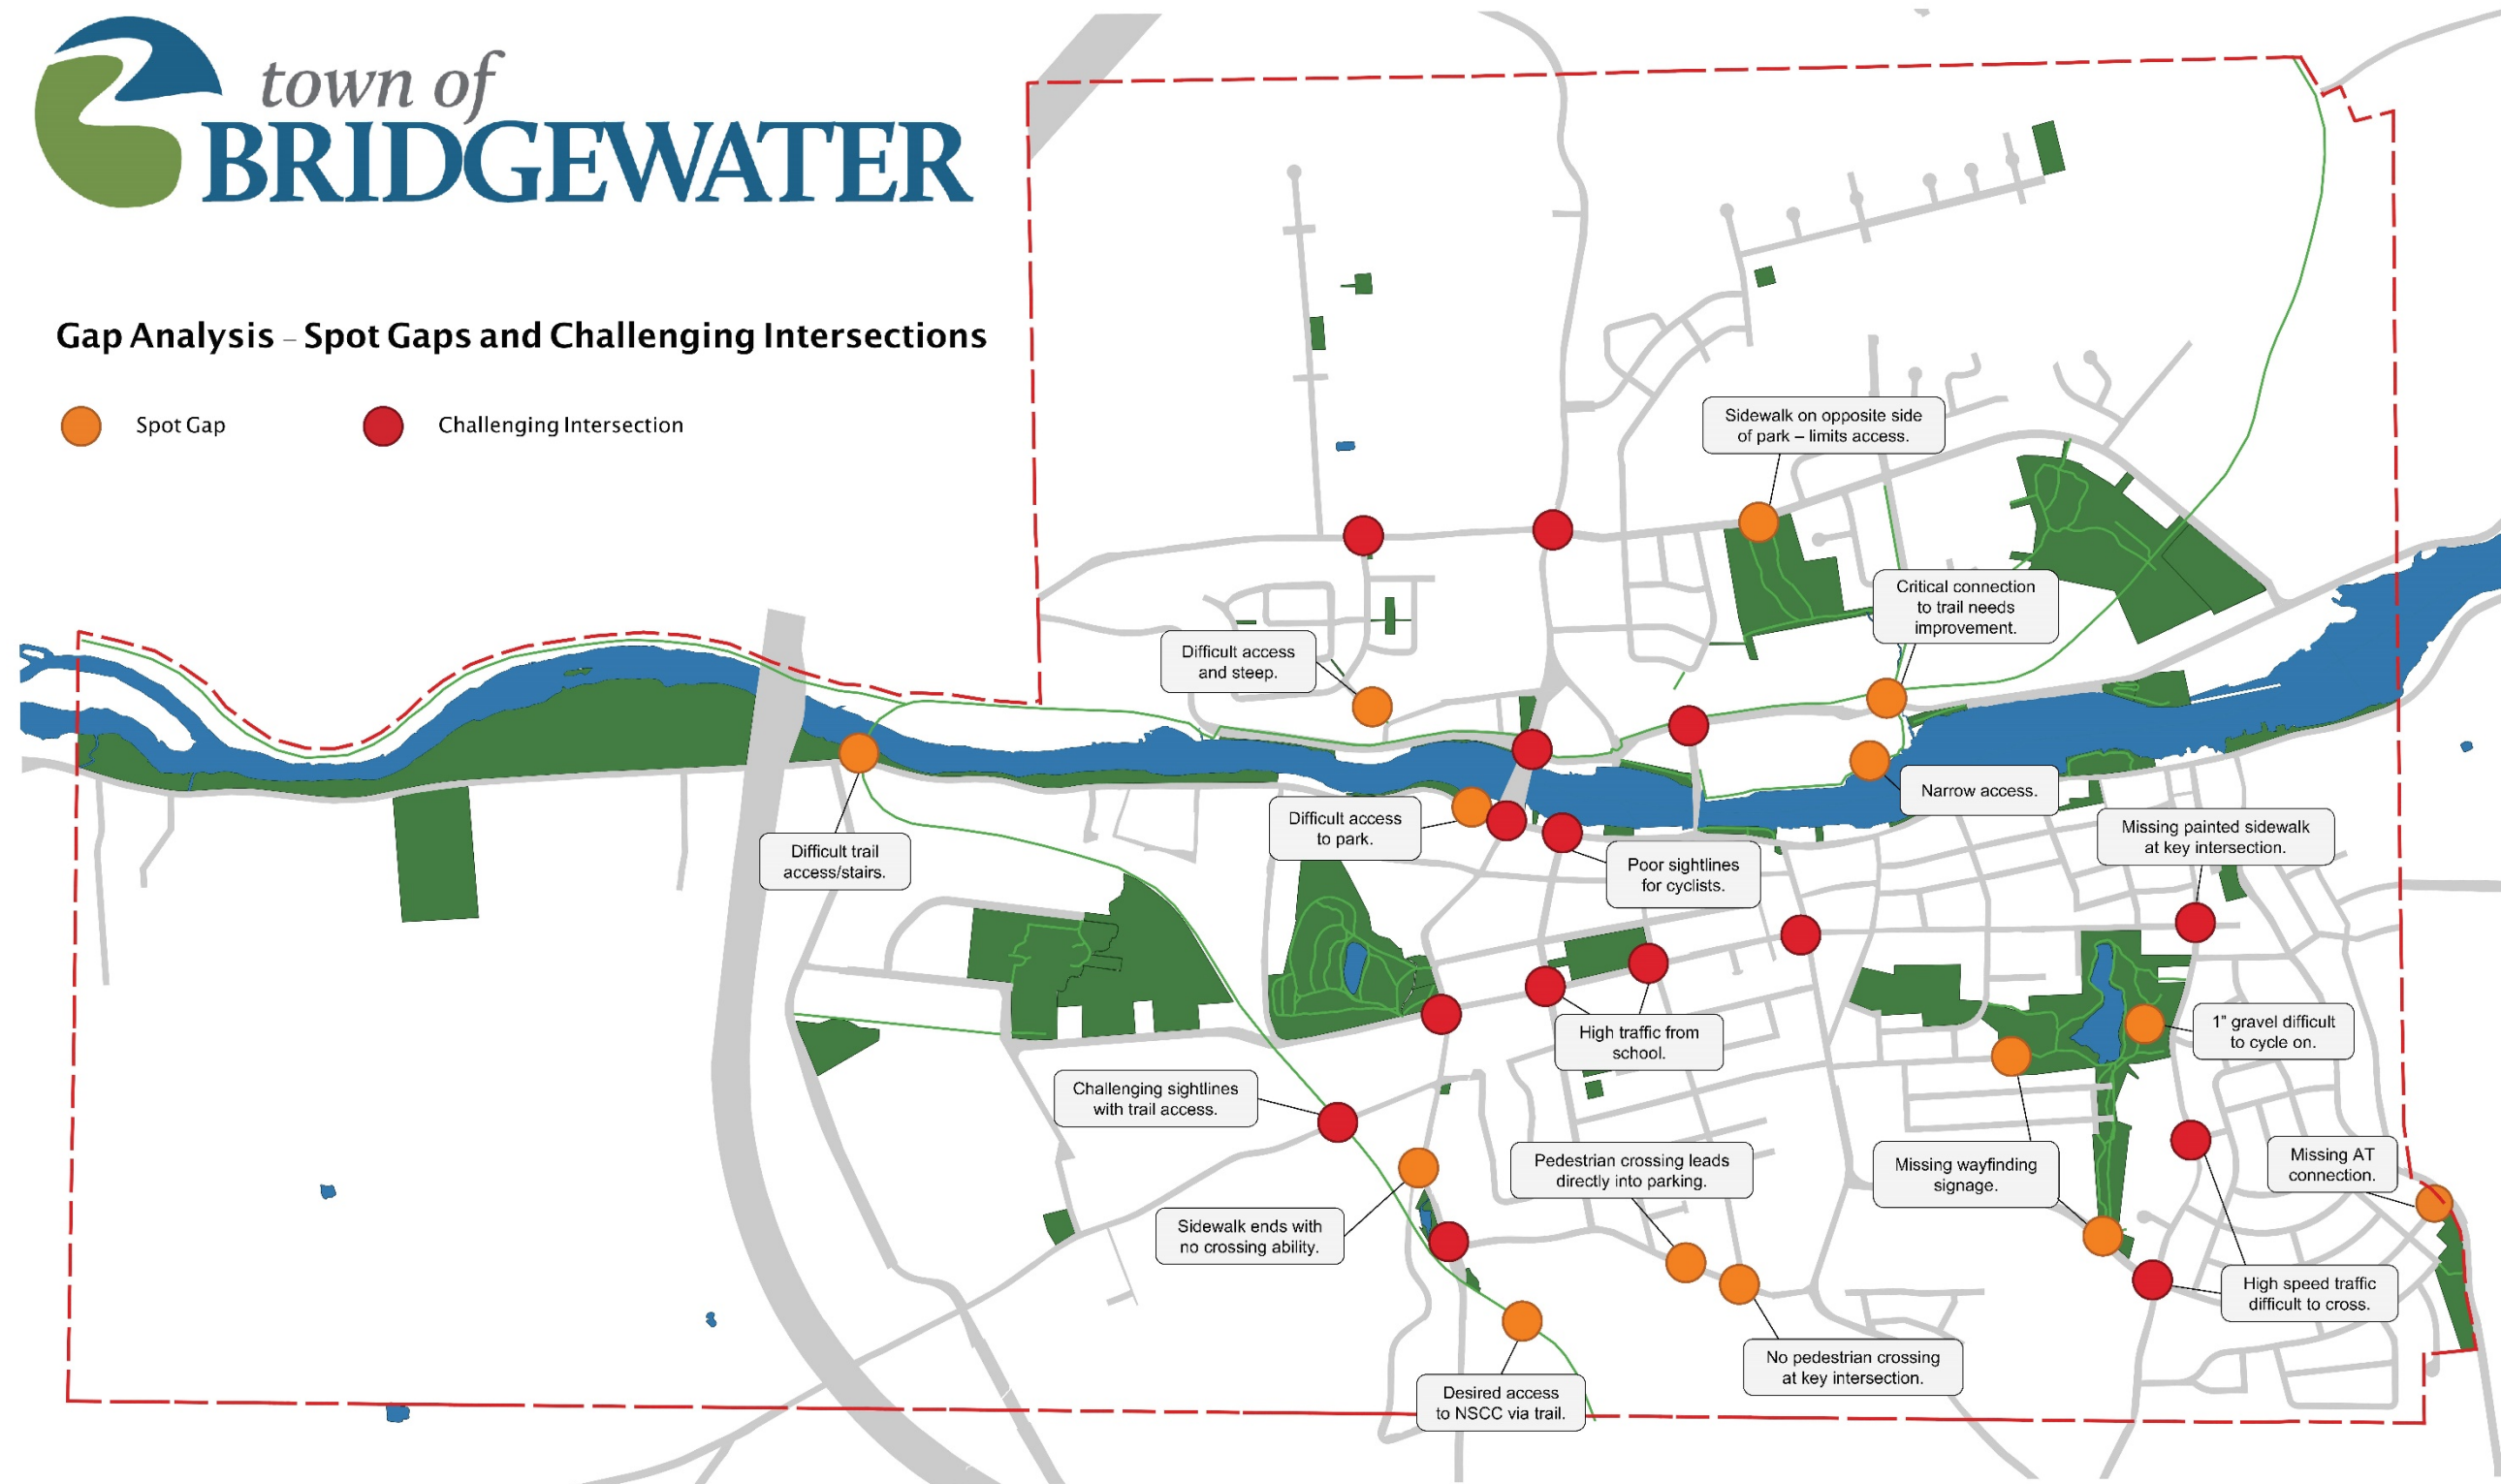 town of
BRIDGEWATER
Gap Analysis – Spot Gaps and Challenging Intersections
Spot Gap
Challenging Intersection
Sidewalk on opposite side
of park – limits access.
Critical connection
to trail needs
improvement.
Difficult access
and steep.
Narrow access.
Difficult access
to park.
Missing painted sidewalk
at key intersection.
Difficult trail
access/stairs.
Poor sightlines
for cyclists.
1" gravel difficult
to cycle on.
High traffic from
school.
Challenging sightlines
with trail access.
Pedestrian crossing leads
directly into parking.
Missing wayfinding
signage.
Missing AT
connection.
Sidewalk ends with
no crossing ability.
High speed traffic
difficult to cross.
No pedestrian crossing
at key intersection.
Desired access
to NSCC via trail.